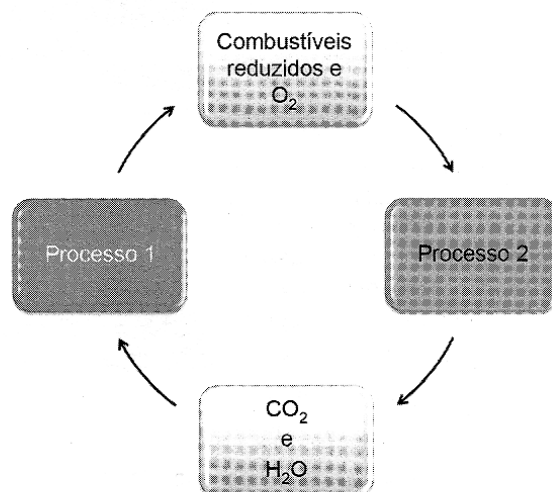 Combustíveis
reduzidos e
O₂
Processo 1
Processo 2
CO₂
e
H₂O